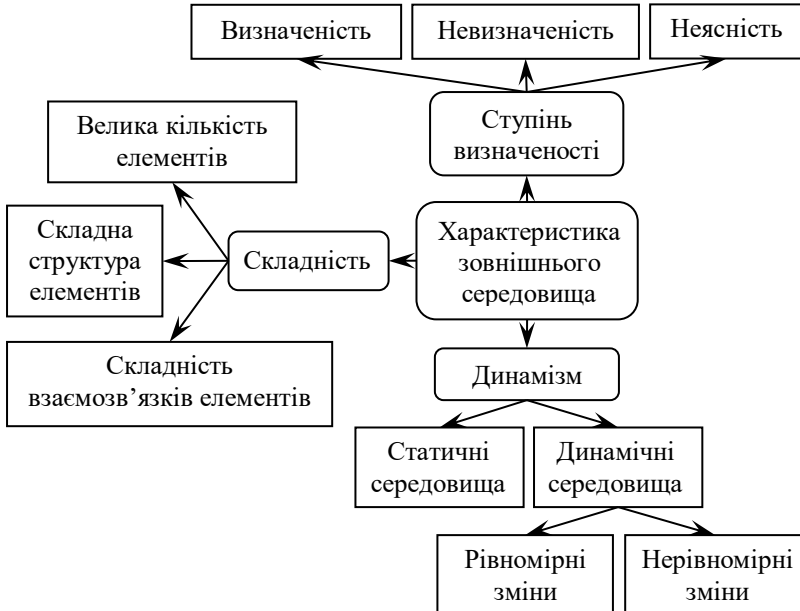 Визначеність
Невизначеність
Неясність
Ступінь
визначеності
Велика кількість
елементів
Характеристика
зовнішнього
середовища
Складність
Складна
структура
елементів
Складність
взаємозв’язків елементів
Динамізм
Статичні
середовища
Динамічні
середовища
Рівномірні
зміни
Нерівномірні
зміни